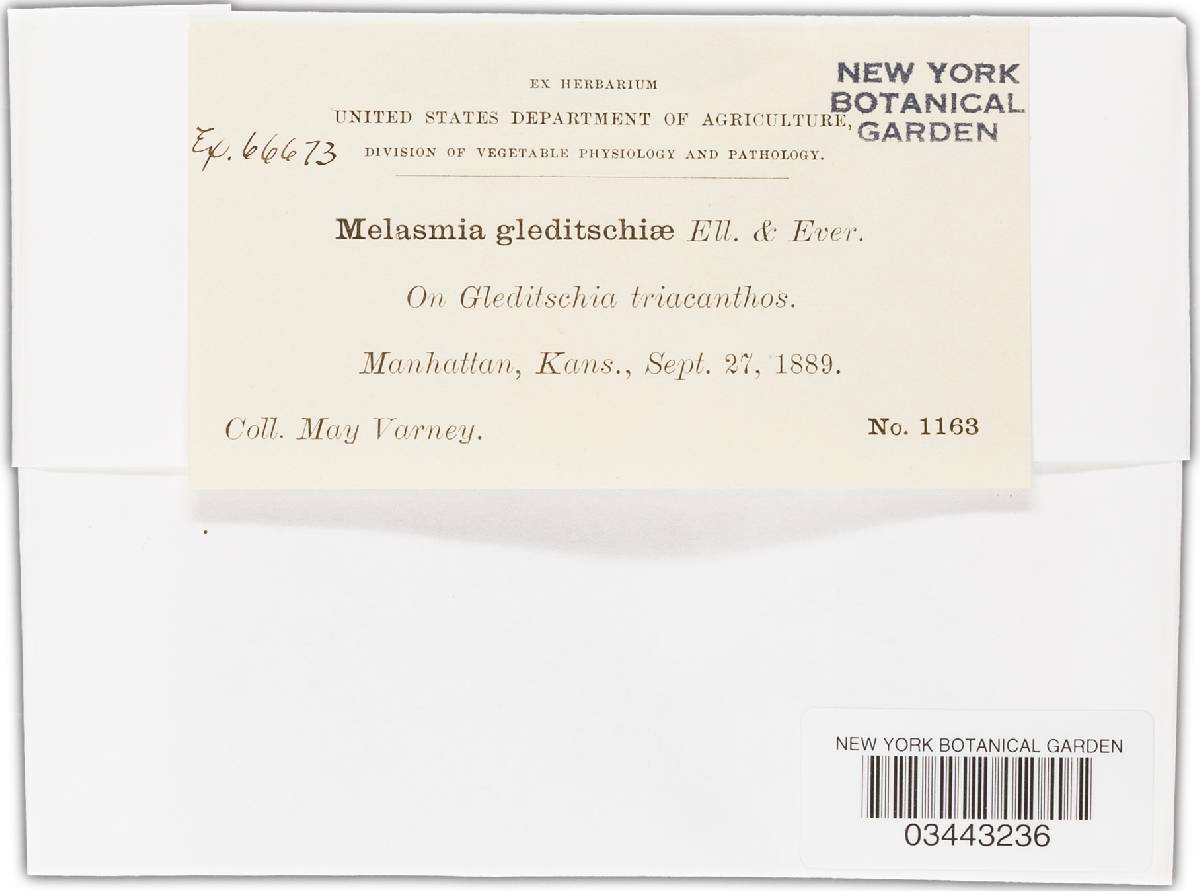 EX HERBARIUM
UNITED STATES DEPARTMENT OF AGRICULTURE,
DIVISION OF VEGETABLE PHYSIOLOGY AND PATHOLOGY.
NEW YORK
BOTANICAL
GARDEN
Ex. 66673
Melasmia gleditschiæ Ell. & Ever.
On Gleditschia triacanthos.
Manhattan, Kans., Sept. 27, 1889.
Coll. May Varney. No. 1163
NEW YORK BOTANICAL GARDEN
03443236